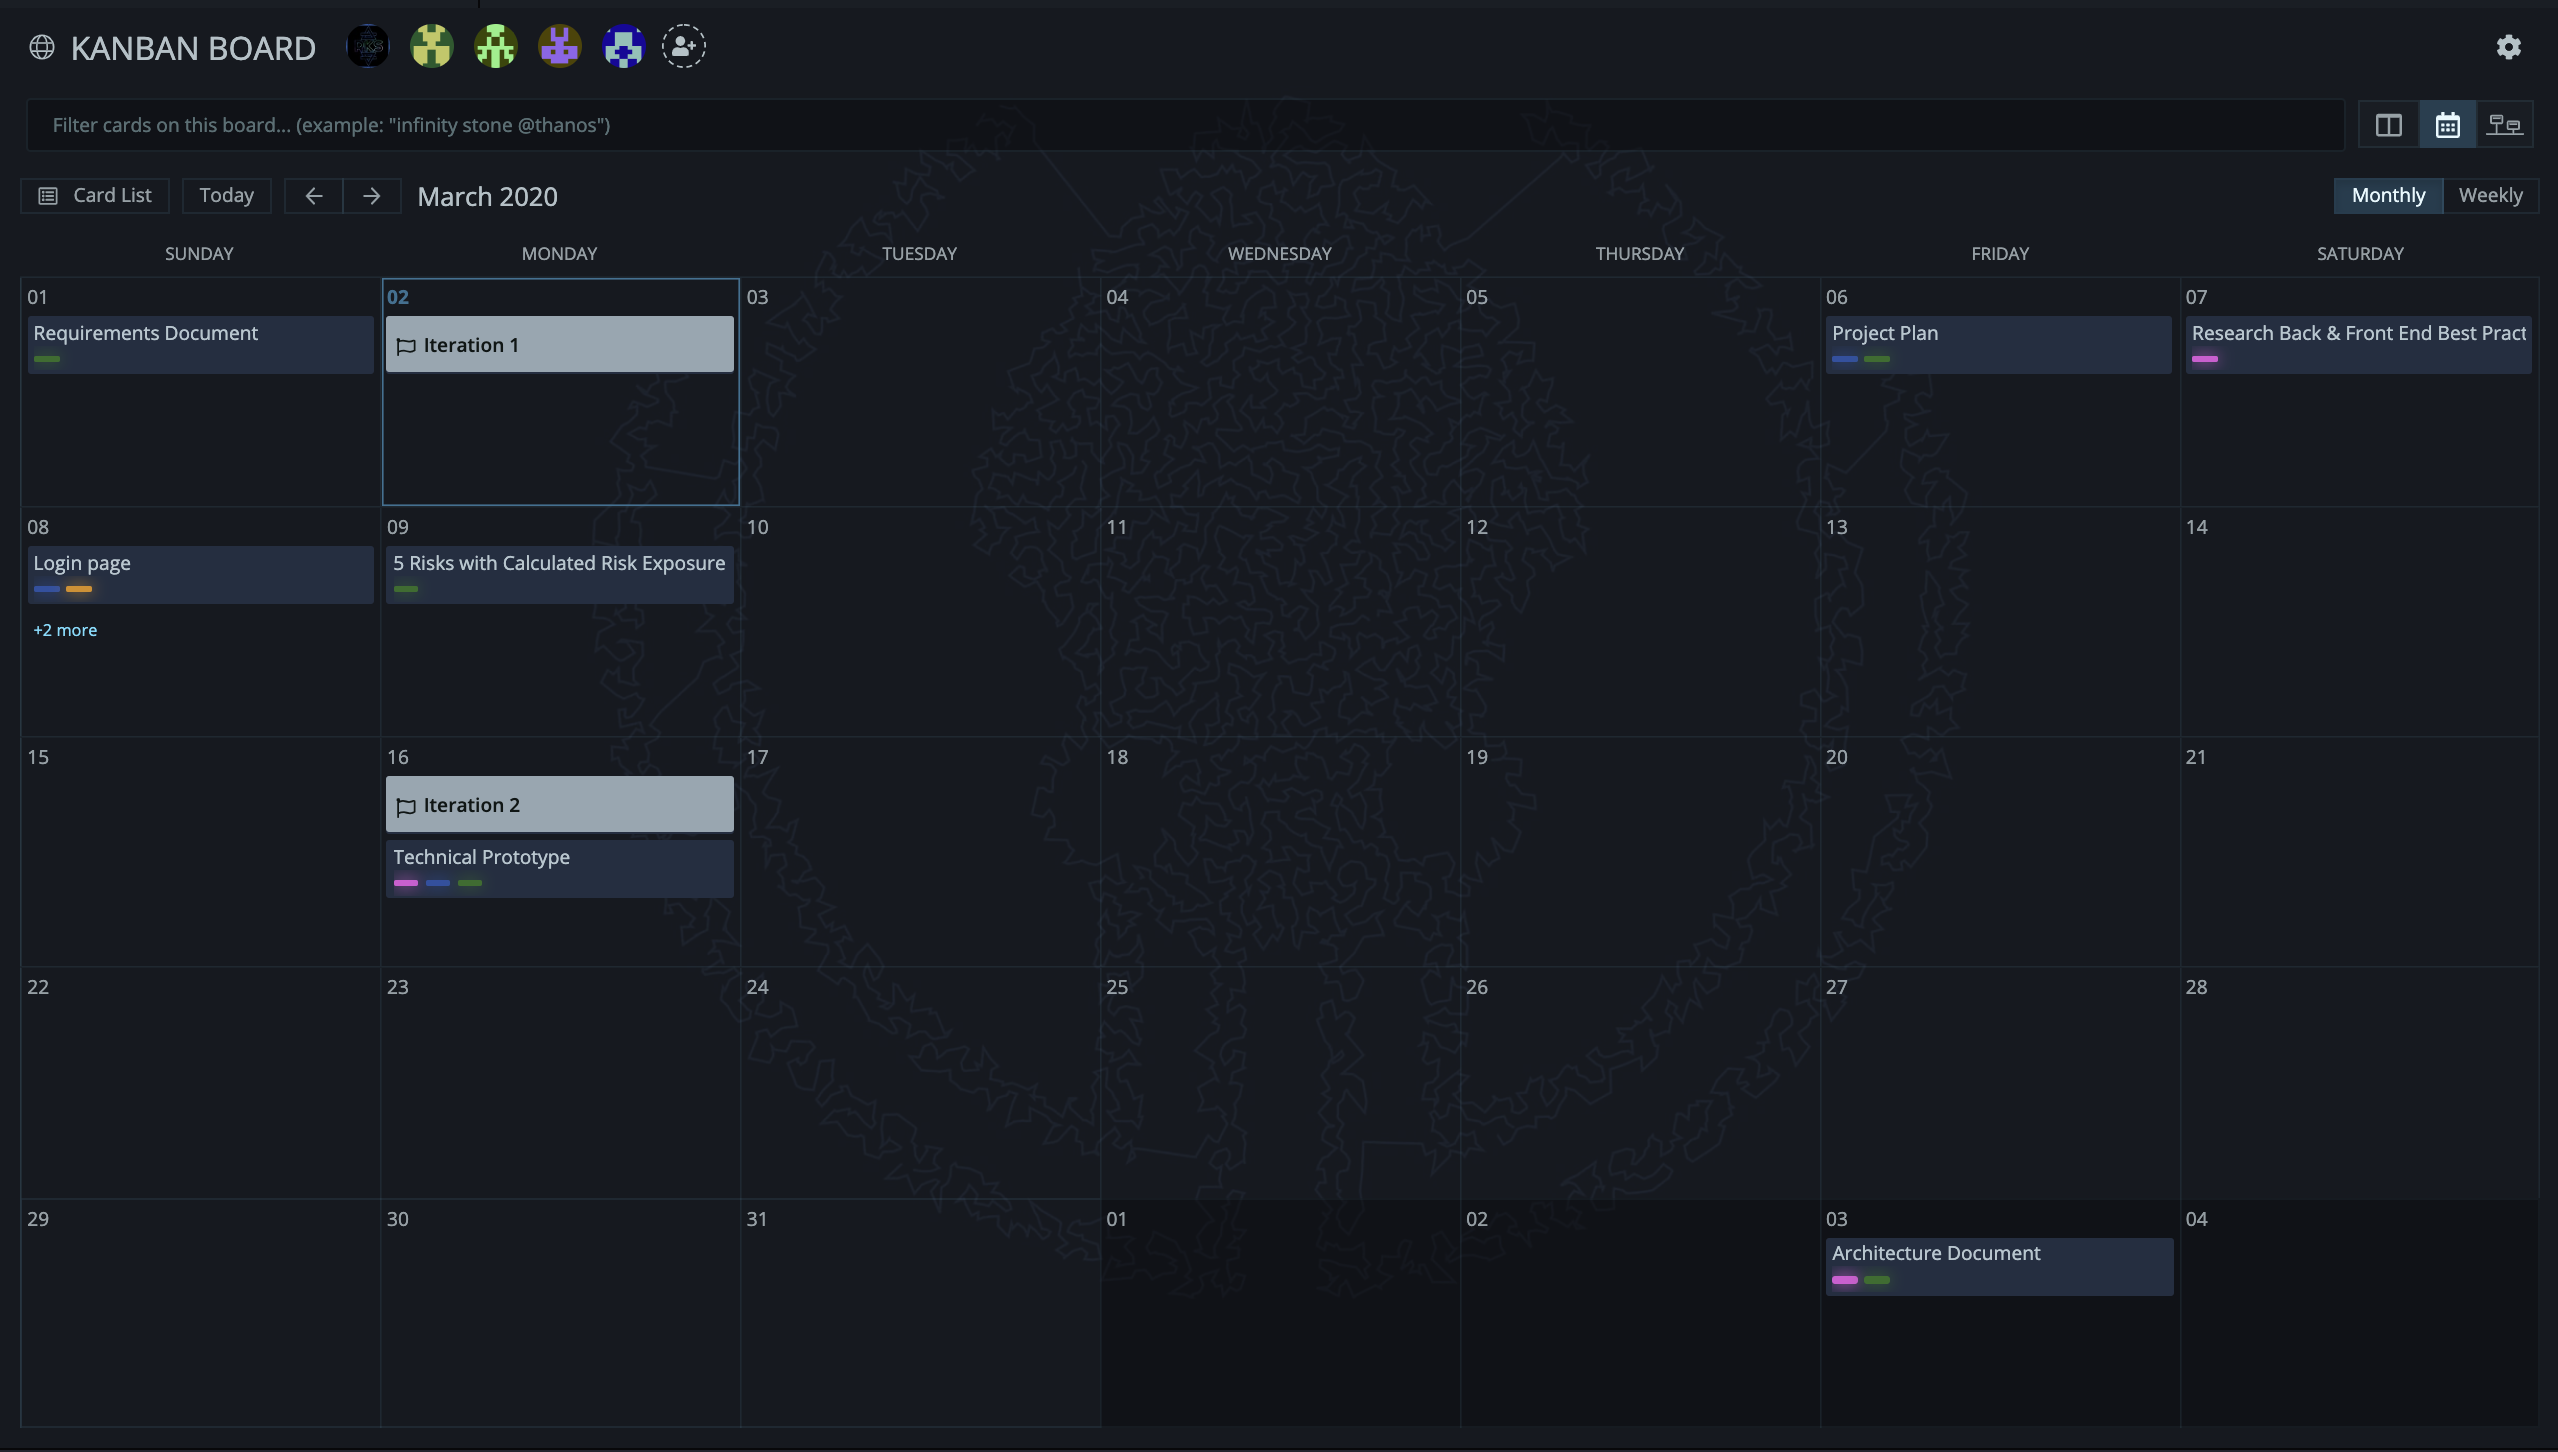 KANBAN BOARD
Filter cards on this board... (example: "infinity stone @thanos")
Card List Today March 2020 Monthly Weekly
SUNDAY MONDAY TUESDAY WEDNESDAY THURSDAY FRIDAY SATURDAY
01 02 03 04 05 06 07
Requirements Document Iteration 1 Project Plan Research Back & Front End Best Pract
08 09 10 11 12 13 14
Login page 5 Risks with Calculated Risk Exposure
+2 more
15 16 17 18 19 20 21
Iteration 2
Technical Prototype
22 23 24 25 26 27 28
29 30 31 01 02 03 04
Architecture Document